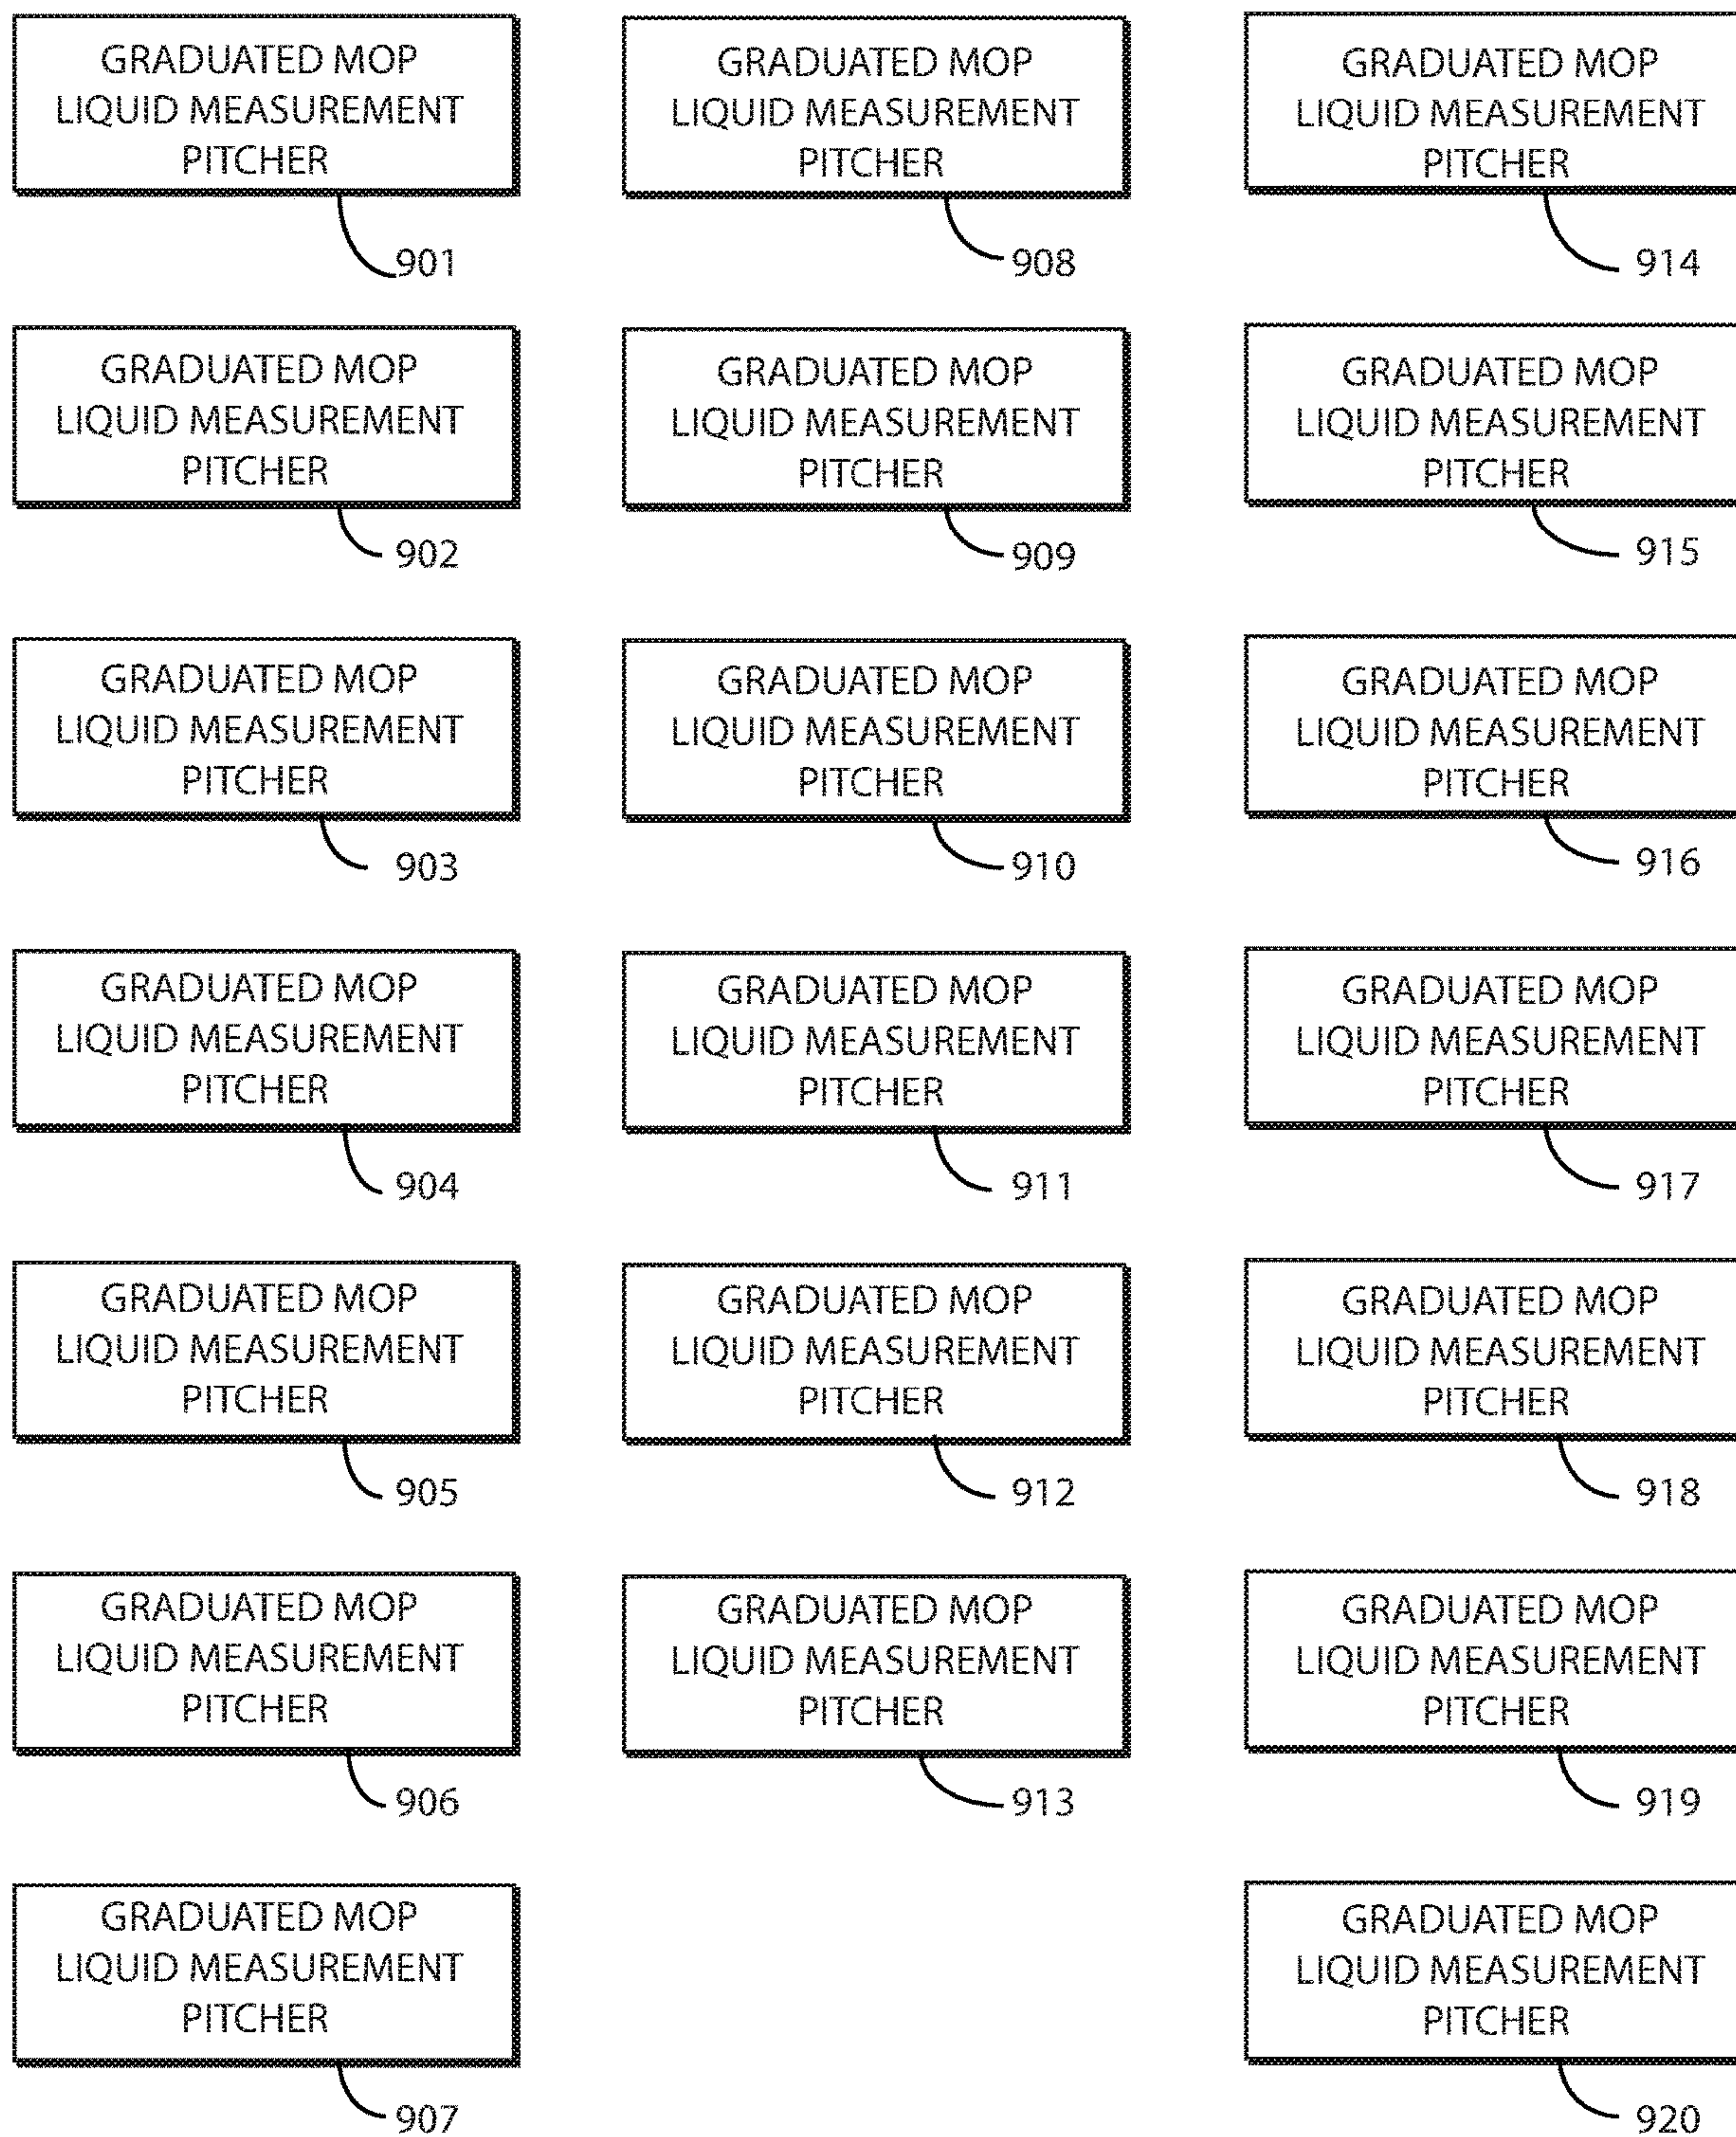 GRADUATED MOP
LIQUID MEASUREMENT
PITCHER
901
GRADUATED MOP
LIQUID MEASUREMENT
PITCHER
902
GRADUATED MOP
LIQUID MEASUREMENT
PITCHER
903
GRADUATED MOP
LIQUID MEASUREMENT
PITCHER
904
GRADUATED MOP
LIQUID MEASUREMENT
PITCHER
905
GRADUATED MOP
LIQUID MEASUREMENT
PITCHER
906
GRADUATED MOP
LIQUID MEASUREMENT
PITCHER
907
GRADUATED MOP
LIQUID MEASUREMENT
PITCHER
908
GRADUATED MOP
LIQUID MEASUREMENT
PITCHER
909
GRADUATED MOP
LIQUID MEASUREMENT
PITCHER
910
GRADUATED MOP
LIQUID MEASUREMENT
PITCHER
911
GRADUATED MOP
LIQUID MEASUREMENT
PITCHER
912
GRADUATED MOP
LIQUID MEASUREMENT
PITCHER
913
GRADUATED MOP
LIQUID MEASUREMENT
PITCHER
914
GRADUATED MOP
LIQUID MEASUREMENT
PITCHER
915
GRADUATED MOP
LIQUID MEASUREMENT
PITCHER
916
GRADUATED MOP
LIQUID MEASUREMENT
PITCHER
917
GRADUATED MOP
LIQUID MEASUREMENT
PITCHER
918
GRADUATED MOP
LIQUID MEASUREMENT
PITCHER
919
GRADUATED MOP
LIQUID MEASUREMENT
PITCHER
920